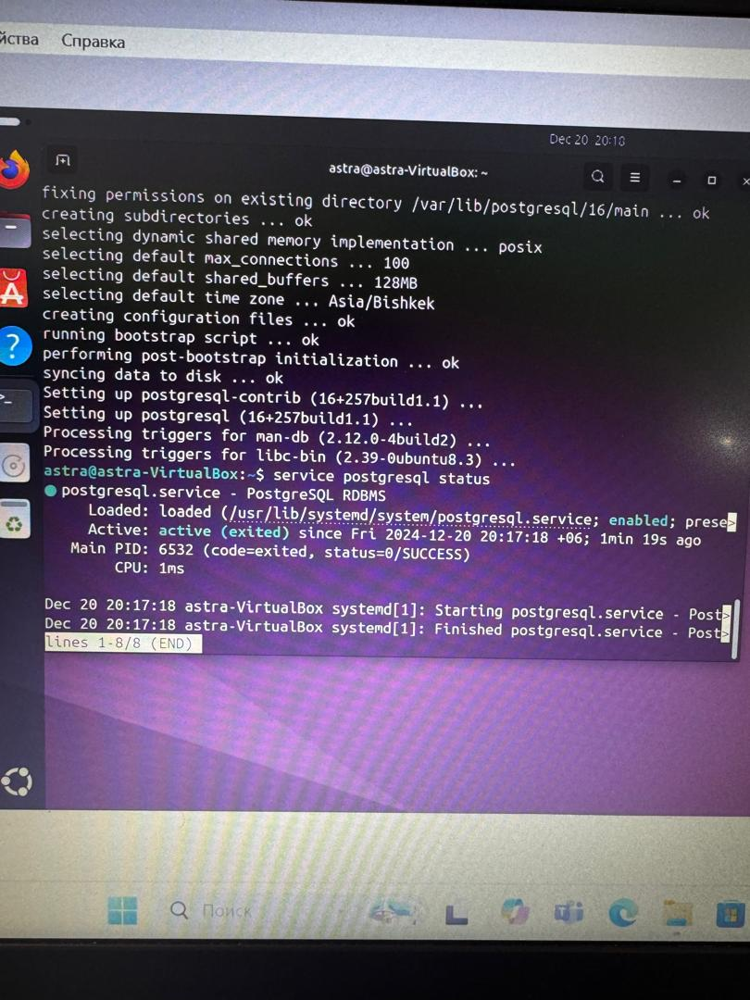 Справка
Dec 20 20:18
astra@astra-VirtualBox: ~
fixing permissions on existing directory /var/lib/postgresql/16/main ... ok
creating subdirectories ... ok
selecting dynamic shared memory implementation ... posix
selecting default max_connections ... 100
selecting default shared_buffers ... 128MB
selecting default time zone ... Asia/Bishkek
creating configuration files ... ok
running bootstrap script ... ok
performing post-bootstrap initialization ... ok
syncing data to disk ... ok
Setting up postgresql-contrib (16+257build1.1) ...
Setting up postgresql (16+257build1.1) ...
Processing triggers for man-db (2.12.0-4build2) ...
Processing triggers for libc-bin (2.39-0ubuntu8.3) ...
astra@astra-VirtualBox:~$ service postgresql status
● postgresql.service - PostgreSQL RDBMS
Loaded: loaded (/usr/lib/systemd/system/postgresql.service; enabled; prese>
Active: active (exited) since Fri 2024-12-20 20:17:18 +06; 1min 19s ago
Main PID: 6532 (code=exited, status=0/SUCCESS)
CPU: 1ms
Dec 20 20:17:18 astra-VirtualBox systemd[1]: Starting postgresql.service - Post>
Dec 20 20:17:18 astra-VirtualBox systemd[1]: Finished postgresql.service - Post>
lines 1-8/8 (END)
Поиск